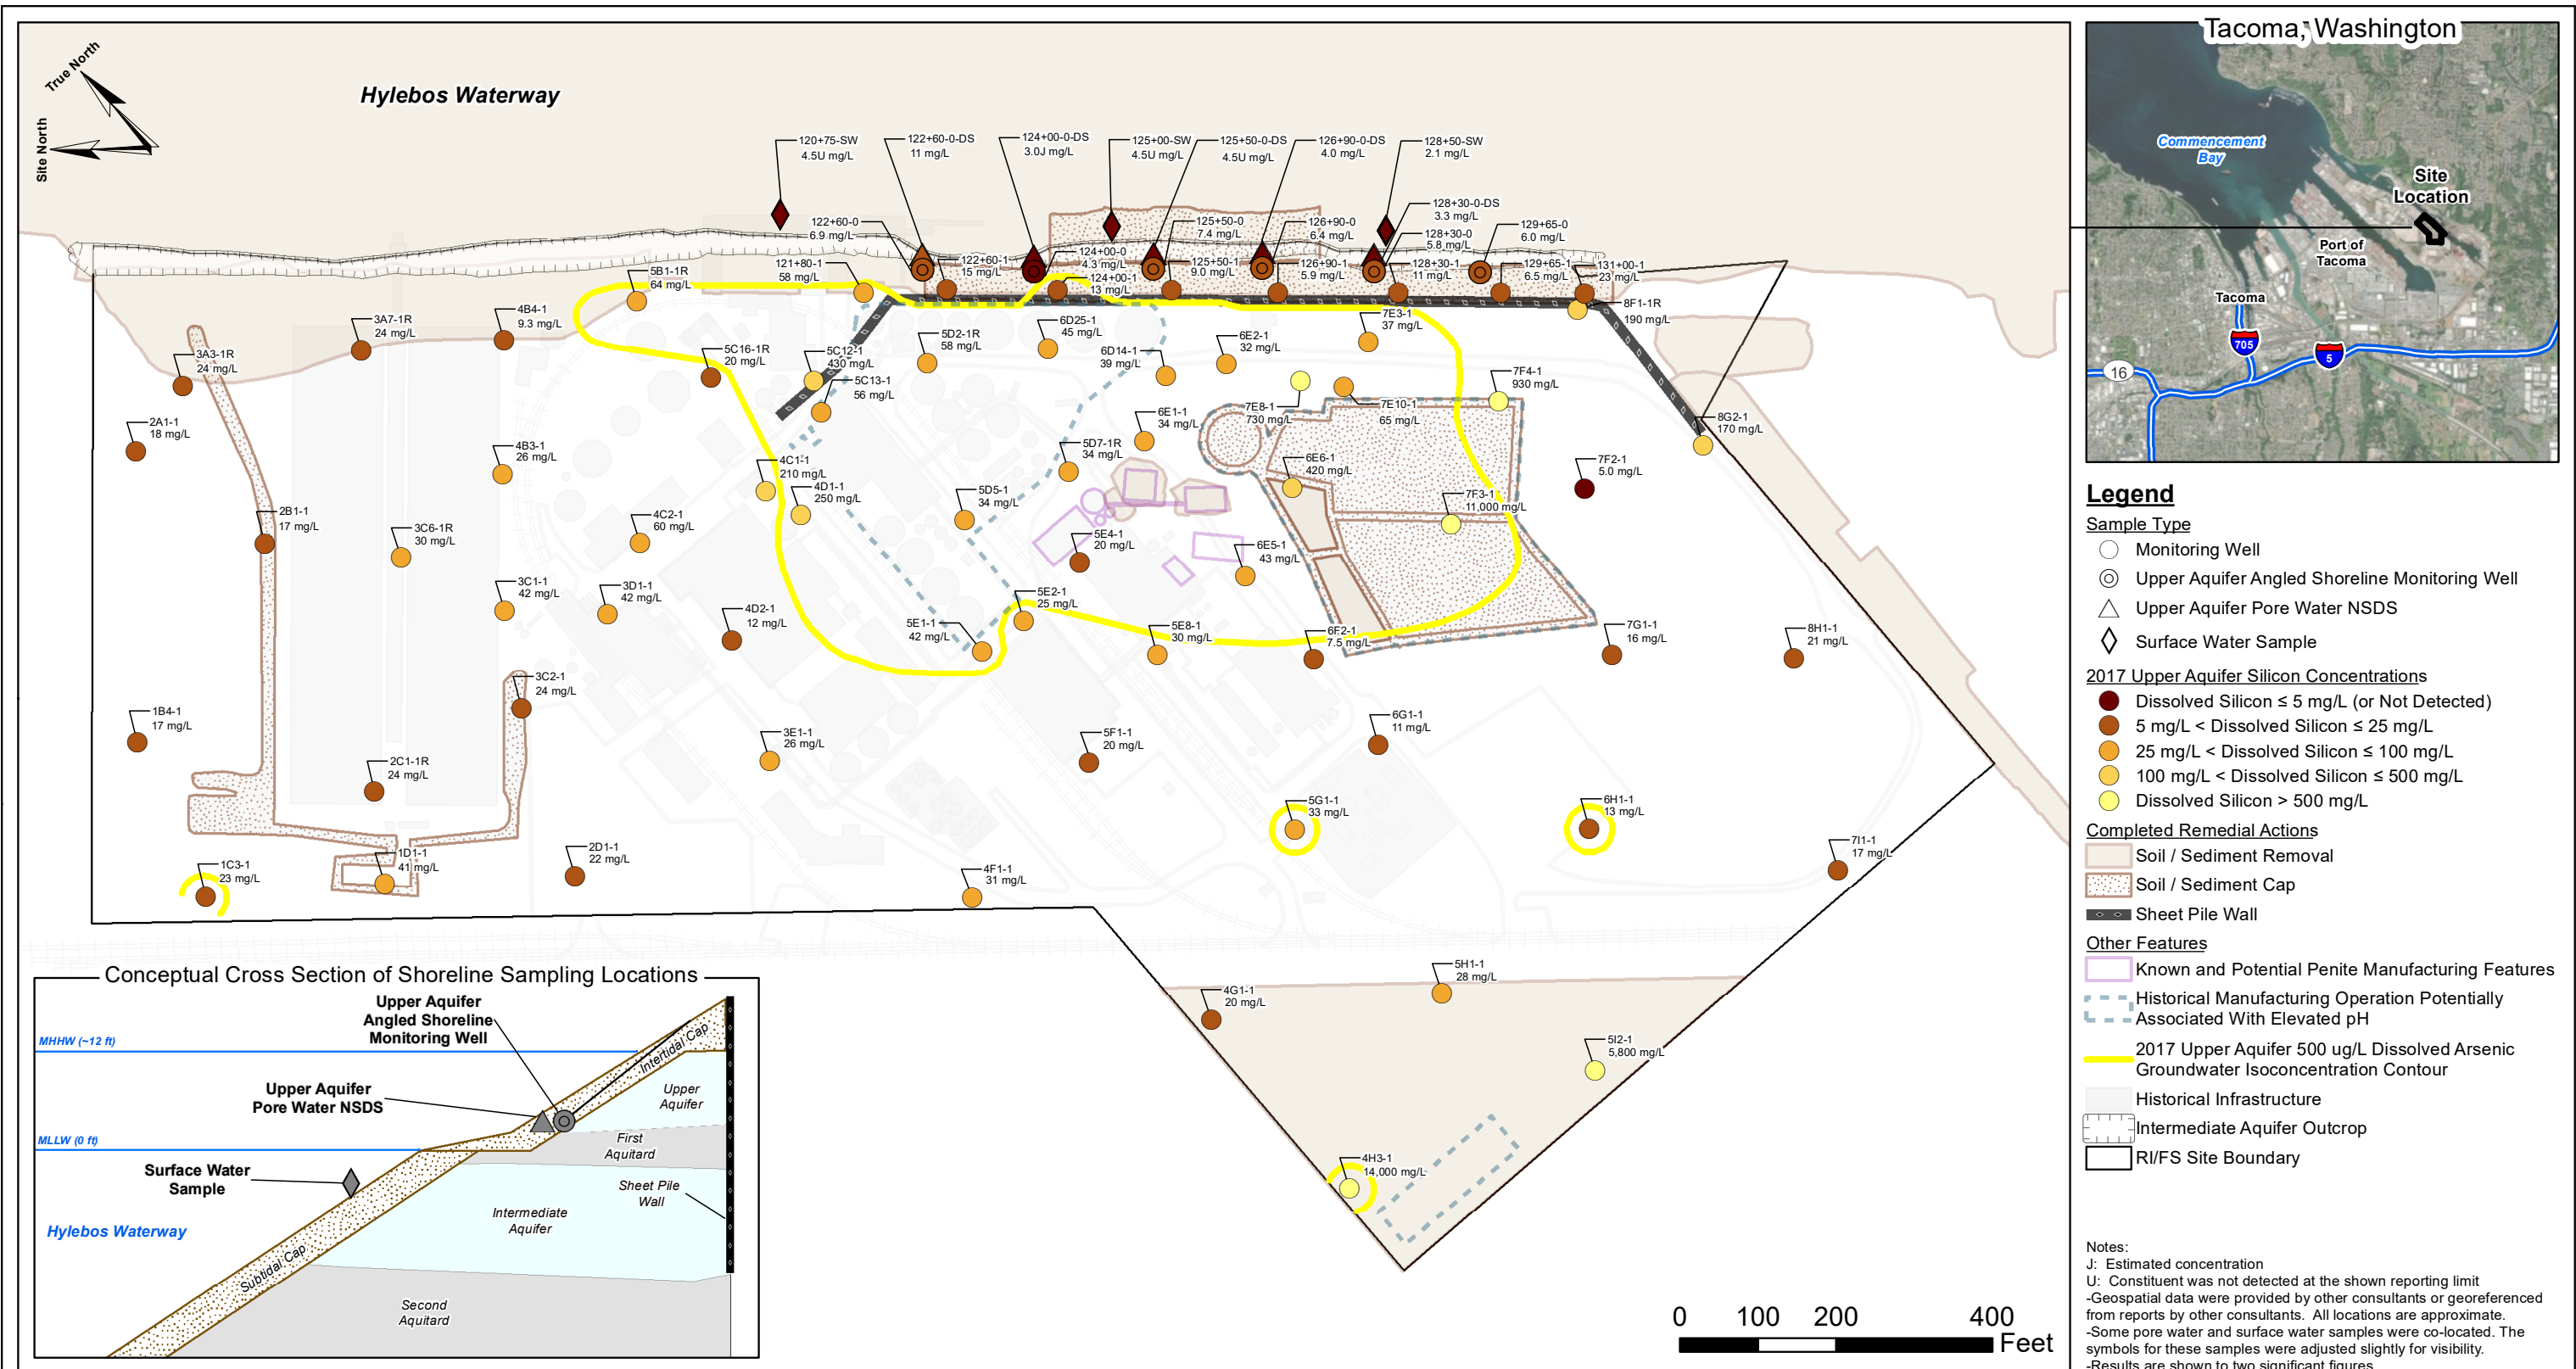 True North
Site North
Hylebos Waterway
120+75-SW
4.5U mg/L
122+60-0-DS
11 mg/L
124+00-0-DS
3.0J mg/L
125+00-SW
4.5U mg/L
125+50-0-DS
4.5U mg/L
126+90-0-DS
4.0 mg/L
128+50-SW
2.1 mg/L
122+60-0
6.9 mg/L
125+50-0
7.4 mg/L
126+90-0
6.4 mg/L
128+30-0-DS
3.3 mg/L
128+30-0
5.8 mg/L
129+65-0
6.0 mg/L
121+80-1
58 mg/L
122+60-1
15 mg/L
124+00-0
4.3 mg/L
124+00-1
13 mg/L
125+50-1
9.0 mg/L
126+90-1
5.9 mg/L
128+30-1
11 mg/L
129+65-1
6.5 mg/L
131+00-1
23 mg/L
5B1-1R
64 mg/L
8F1-1R
190 mg/L
3A7-1R
24 mg/L
4B4-1
9.3 mg/L
3A3-1R
24 mg/L
5C16-1R
20 mg/L
5C12-1
430 mg/L
5C13-1
56 mg/L
5D2-1R
58 mg/L
6D25-1
45 mg/L
6D14-1
39 mg/L
6E2-1
32 mg/L
7E3-1
37 mg/L
7E8-1
730 mg/L
7E10-1
65 mg/L
7F4-1
930 mg/L
8G2-1
170 mg/L
2A1-1
18 mg/L
4B3-1
26 mg/L
4C1-1
210 mg/L
4D1-1
250 mg/L
6E1-1
34 mg/L
5D7-1R
34 mg/L
6E6-1
420 mg/L
7F2-1
5.0 mg/L
7F3-1
11,000 mg/L
2B1-1
17 mg/L
3C6-1R
30 mg/L
4C2-1
60 mg/L
5D5-1
34 mg/L
5E4-1
20 mg/L
6E5-1
43 mg/L
3C1-1
42 mg/L
3D1-1
42 mg/L
4D2-1
12 mg/L
5E1-1
42 mg/L
5E2-1
25 mg/L
5E8-1
30 mg/L
6F2-1
7.5 mg/L
7G1-1
16 mg/L
8H1-1
21 mg/L
3C2-1
24 mg/L
1B4-1
17 mg/L
2C1-1R
24 mg/L
3E1-1
26 mg/L
5F1-1
20 mg/L
6G1-1
11 mg/L
5G1-1
33 mg/L
6H1-1
13 mg/L
7I1-1
17 mg/L
1C3-1
23 mg/L
1D1-1
41 mg/L
2D1-1
22 mg/L
4F1-1
31 mg/L
4G1-1
20 mg/L
5H1-1
28 mg/L
5I2-1
5,800 mg/L
4H3-1
14,000 mg/L
Conceptual Cross Section of Shoreline Sampling Locations
Upper Aquifer
Angled Shoreline
Monitoring Well
MHHW (~12 ft)
Intertidal Cap
Upper Aquifer
Pore Water NSDS
Upper
Aquifer
MLLW (0 ft)
First
Aquitard
Surface Water
Sample
Sheet Pile
Wall
Intermediate
Aquifer
Hylebos Waterway
Subtidal Cap
Second
Aquitard
0 100 200 400
Feet
Tacoma, Washington
Commencement
Bay
Site
Location
Port of
Tacoma
Tacoma
705
5
16
Legend
Sample Type
Monitoring Well
Upper Aquifer Angled Shoreline Monitoring Well
Upper Aquifer Pore Water NSDS
Surface Water Sample
2017 Upper Aquifer Silicon Concentrations
Dissolved Silicon ≤ 5 mg/L (or Not Detected)
5 mg/L < Dissolved Silicon ≤ 25 mg/L
25 mg/L < Dissolved Silicon ≤ 100 mg/L
100 mg/L < Dissolved Silicon ≤ 500 mg/L
Dissolved Silicon > 500 mg/L
Completed Remedial Actions
Soil / Sediment Removal
Soil / Sediment Cap
Sheet Pile Wall
Other Features
Known and Potential Penite Manufacturing Features
Historical Manufacturing Operation Potentially
Associated With Elevated pH
2017 Upper Aquifer 500 ug/L Dissolved Arsenic
Groundwater Isoconcentration Contour
Historical Infrastructure
Intermediate Aquifer Outcrop
RI/FS Site Boundary
Notes:
J: Estimated concentration
U: Constituent was not detected at the shown reporting limit
-Geospatial data were provided by other consultants or georeferenced
from reports by other consultants. All locations are approximate.
-Some pore water and surface water samples were co-located. The
symbols for these samples were adjusted slightly for visibility.
-Results are shown to two significant figures